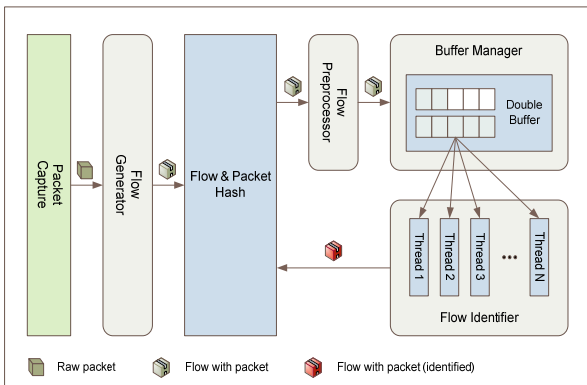 Packet
Capture
Flow
Generator
Flow & Packet
Hash
Flow
Preprocessor
Buffer Manager
Double
Buffer
Thread 1
Thread 2
Thread 3
...
Thread N
Flow Identifier
Raw packet
Flow with packet
Flow with packet (identified)